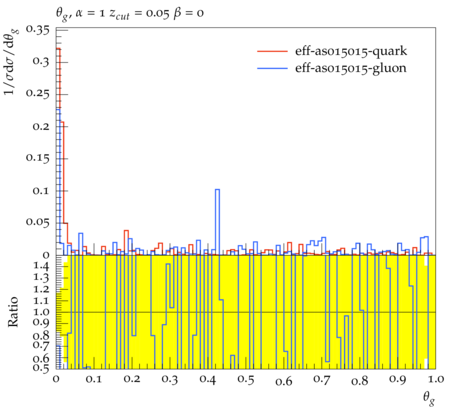 θg, α = 1 zcut = 0.05 β = 0
1/σdσ/dθg
0.35
0.3
0.25
0.2
0.15
0.1
0.05
0
eff-as015015-quark
eff-as015015-gluon
Ratio
1.4
1.3
1.2
1.1
1.0
0.9
0.8
0.7
0.6
0.5
0 0.1 0.2 0.3 0.4 0.5 0.6 0.7 0.8 0.9 1.0
θg